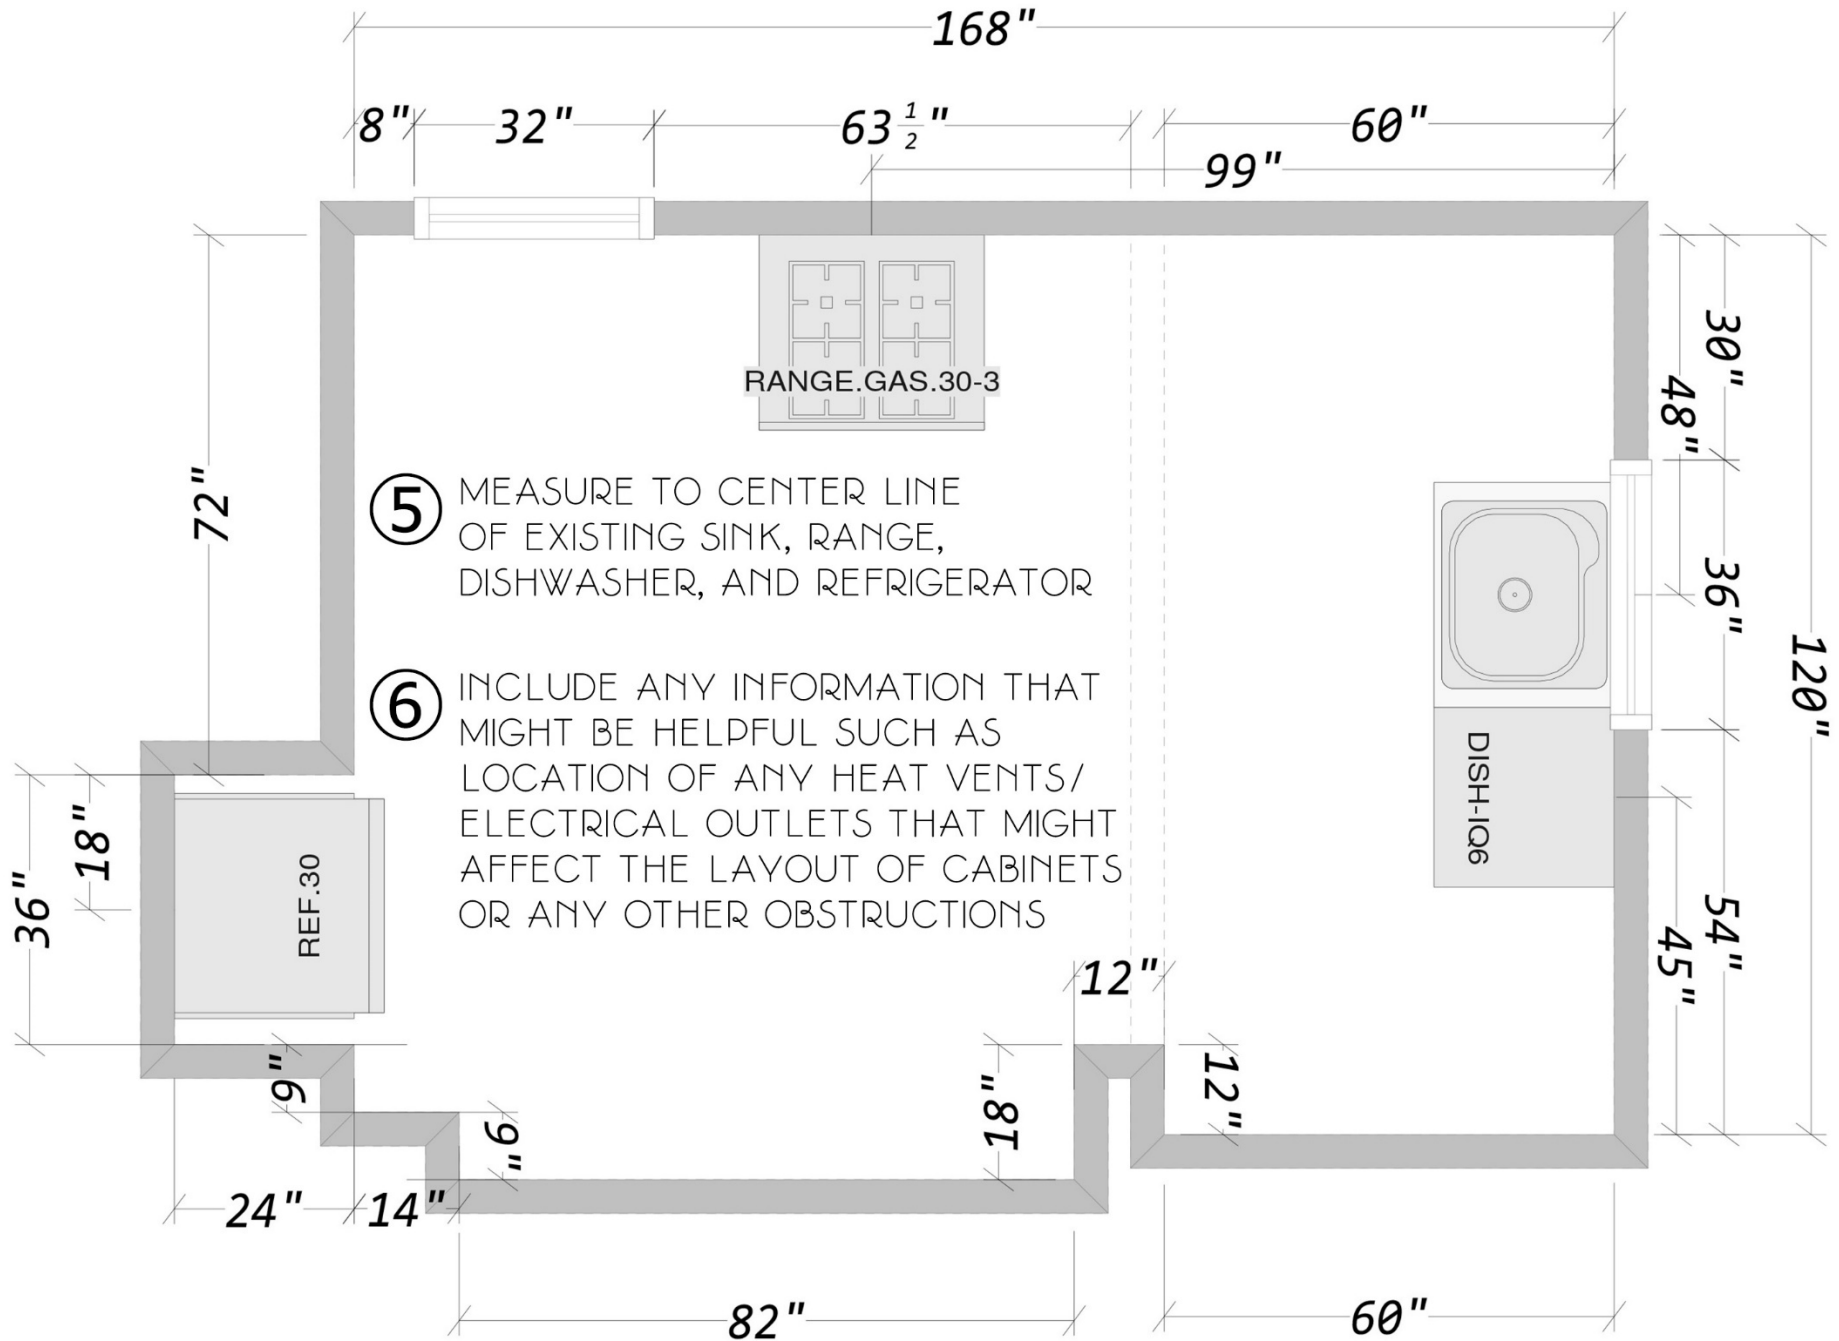 168"
8" 32" 63 1/2" 60"
99"
RANGE.GAS.30-3
30"
48"
72"
⑤ MEASURE TO CENTER LINE
OF EXISTING SINK, RANGE,
DISHWASHER, AND REFRIGERATOR
36"
⑥ INCLUDE ANY INFORMATION THAT
MIGHT BE HELPFUL SUCH AS
LOCATION OF ANY HEAT VENTS/
ELECTRICAL OUTLETS THAT MIGHT
AFFECT THE LAYOUT OF CABINETS
OR ANY OTHER OBSTRUCTIONS
120"
DISH-IQ6
18"
36"
REF.30
54"
45"
12"
9"
18"
12"
9"
24" 14"
82"
60"